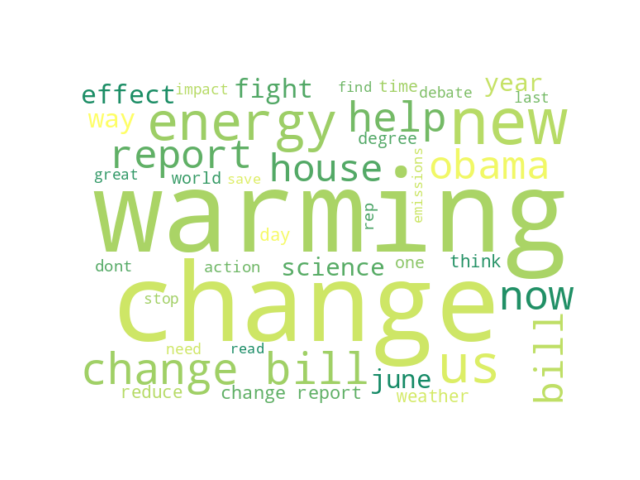 effect impact fight find time debate year last
way energy help degree new
report house obama
great world save
warming
day rep emissions
dont action science one think
change
stop now
need read
change bill june us bill
reduce change report weather